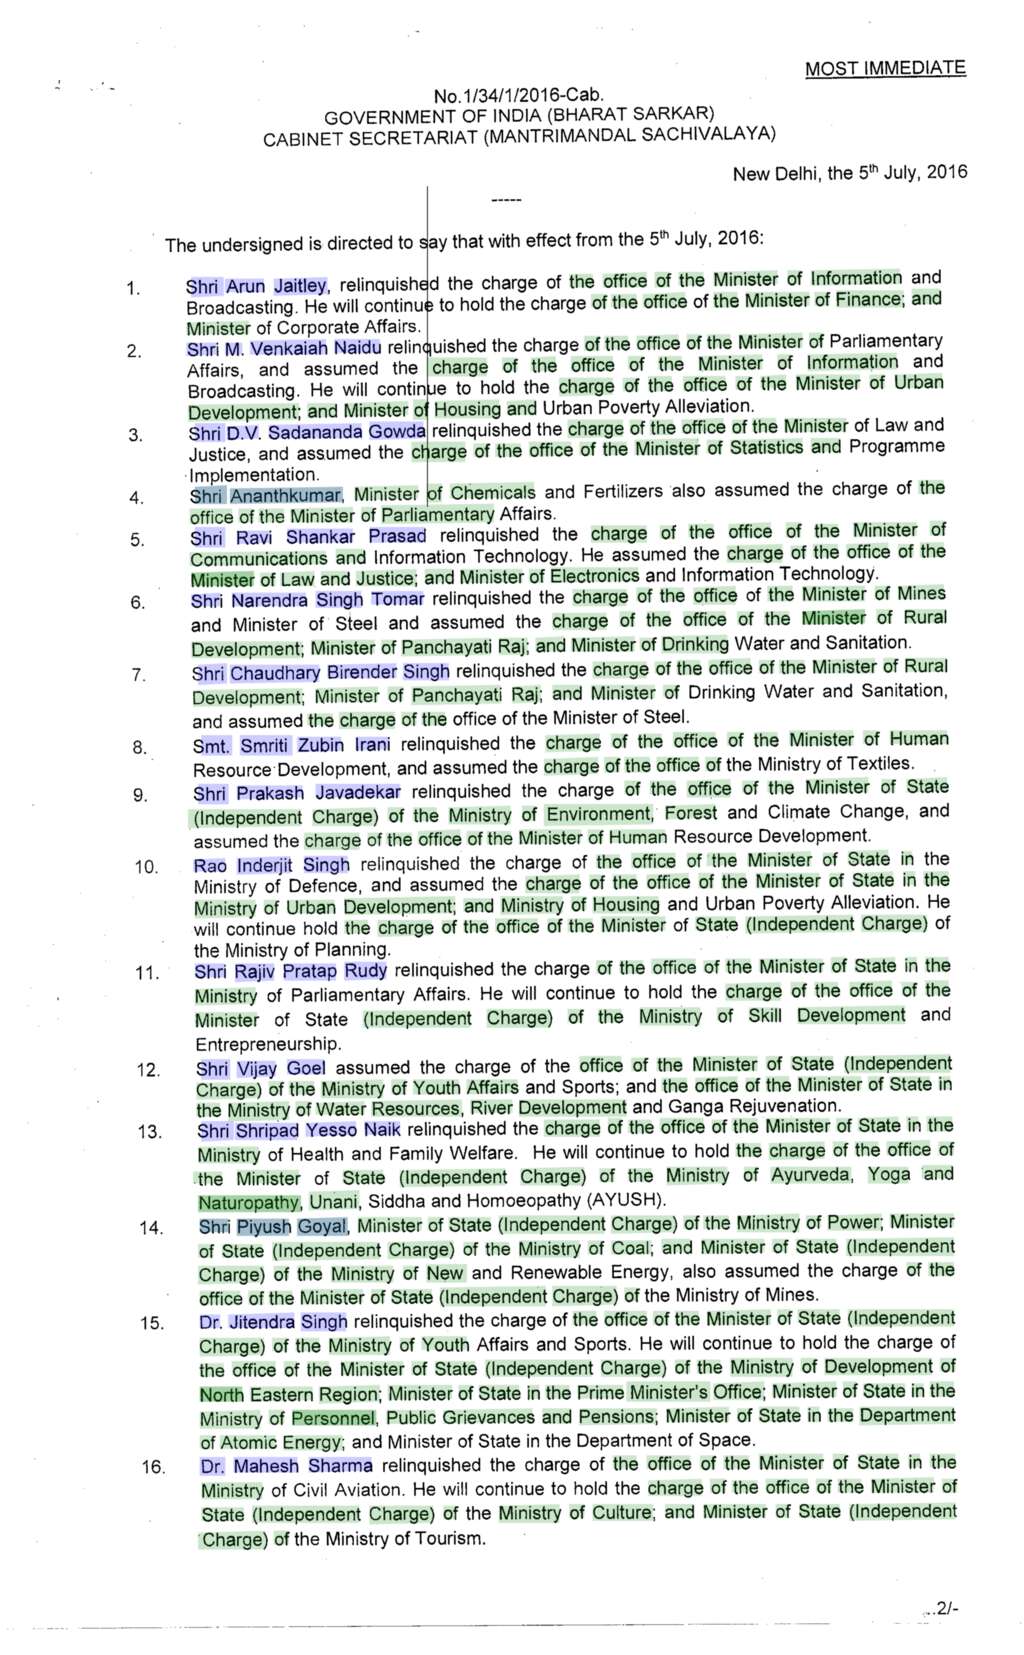 MOST IMMEDIATE
No.1/34/1/2016-Cab.
GOVERNMENT OF INDIA (BHARAT SARKAR)
CABINET SECRETARIAT (MANTRIMANDAL SACHIVALAYA)
New Delhi, the 5th July, 2016
-----
The undersigned is directed to say that with effect from the 5th July, 2016:
1. Shri Arun Jaitley, relinquished the charge of the office of the Minister of Information and
Broadcasting. He will continue to hold the charge of the office of the Minister of Finance; and
Minister of Corporate Affairs.
2. Shri M. Venkaiah Naidu relinquished the charge of the office of the Minister of Parliamentary
Affairs, and assumed the charge of the office of the Minister of Information and
Broadcasting. He will continue to hold the charge of the office of the Minister of Urban
Development; and Minister of Housing and Urban Poverty Alleviation.
3. Shri D.V. Sadananda Gowda relinquished the charge of the office of the Minister of Law and
Justice, and assumed the charge of the office of the Minister of Statistics and Programme
Implementation.
4. Shri Ananthkumar, Minister of Chemicals and Fertilizers also assumed the charge of the
office of the Minister of Parliamentary Affairs.
5. Shri Ravi Shankar Prasad relinquished the charge of the office of the Minister of
Communications and Information Technology. He assumed the charge of the office of the
Minister of Law and Justice; and Minister of Electronics and Information Technology.
6. Shri Narendra Singh Tomar relinquished the charge of the office of the Minister of Mines
and Minister of Steel and assumed the charge of the office of the Minister of Rural
Development; Minister of Panchayati Raj; and Minister of Drinking Water and Sanitation.
7. Shri Chaudhary Birender Singh relinquished the charge of the office of the Minister of Rural
Development; Minister of Panchayati Raj; and Minister of Drinking Water and Sanitation,
and assumed the charge of the office of the Minister of Steel.
8. Smt. Smriti Zubin Irani relinquished the charge of the office of the Minister of Human
Resource Development, and assumed the charge of the office of the Ministry of Textiles.
9. Shri Prakash Javadekar relinquished the charge of the office of the Minister of State
(Independent Charge) of the Ministry of Environment, Forest and Climate Change, and
assumed the charge of the office of the Minister of Human Resource Development.
10. Rao Inderjit Singh relinquished the charge of the office of the Minister of State in the
Ministry of Defence, and assumed the charge of the office of the Minister of State in the
Ministry of Urban Development; and Ministry of Housing and Urban Poverty Alleviation. He
will continue hold the charge of the office of the Minister of State (Independent Charge) of
the Ministry of Planning.
11. Shri Rajiv Pratap Rudy relinquished the charge of the office of the Minister of State in the
Ministry of Parliamentary Affairs. He will continue to hold the charge of the office of the
Minister of State (Independent Charge) of the Ministry of Skill Development and
Entrepreneurship.
12. Shri Vijay Goel assumed the charge of the office of the Minister of State (Independent
Charge) of the Ministry of Youth Affairs and Sports; and the office of the Minister of State in
the Ministry of Water Resources, River Development and Ganga Rejuvenation.
13. Shri Shripad Yesso Naik relinquished the charge of the office of the Minister of State in the
Ministry of Health and Family Welfare. He will continue to hold the charge of the office of
the Minister of State (Independent Charge) of the Ministry of Ayurveda, Yoga and
Naturopathy, Unani, Siddha and Homoeopathy (AYUSH).
14. Shri Piyush Goyal, Minister of State (Independent Charge) of the Ministry of Power; Minister
of State (Independent Charge) of the Ministry of Coal; and Minister of State (Independent
Charge) of the Ministry of New and Renewable Energy, also assumed the charge of the
office of the Minister of State (Independent Charge) of the Ministry of Mines.
15. Dr. Jitendra Singh relinquished the charge of the office of the Minister of State (Independent
Charge) of the Ministry of Youth Affairs and Sports. He will continue to hold the charge of
the office of the Minister of State (Independent Charge) of the Ministry of Development of
North Eastern Region; Minister of State in the Prime Minister's Office; Minister of State in the
Ministry of Personnel, Public Grievances and Pensions; Minister of State in the Department
of Atomic Energy; and Minister of State in the Department of Space.
16. Dr. Mahesh Sharma relinquished the charge of the office of the Minister of State in the
Ministry of Civil Aviation. He will continue to hold the charge of the office of the Minister of
State (Independent Charge) of the Ministry of Culture; and Minister of State (Independent
Charge) of the Ministry of Tourism.
..2/-